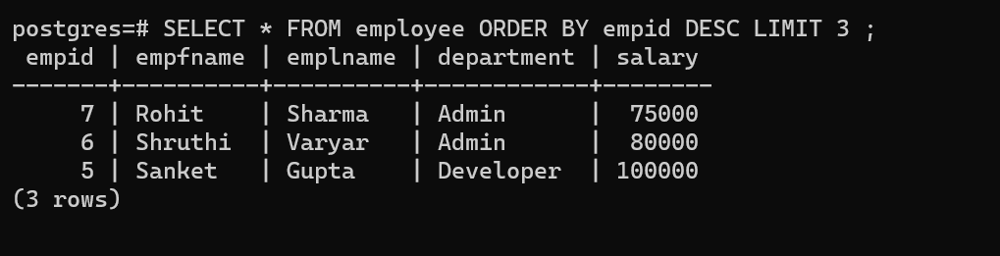 postgres=# SELECT * FROM employee ORDER BY empid DESC LIMIT 3 ;
 empid | empfname | emplname | department | salary
-------+----------+----------+------------+--------
     7 | Rohit    | Sharma   | Admin      |  75000
     6 | Shruthi  | Varyar   | Admin      |  80000
     5 | Sanket   | Gupta    | Developer  | 100000
(3 rows)